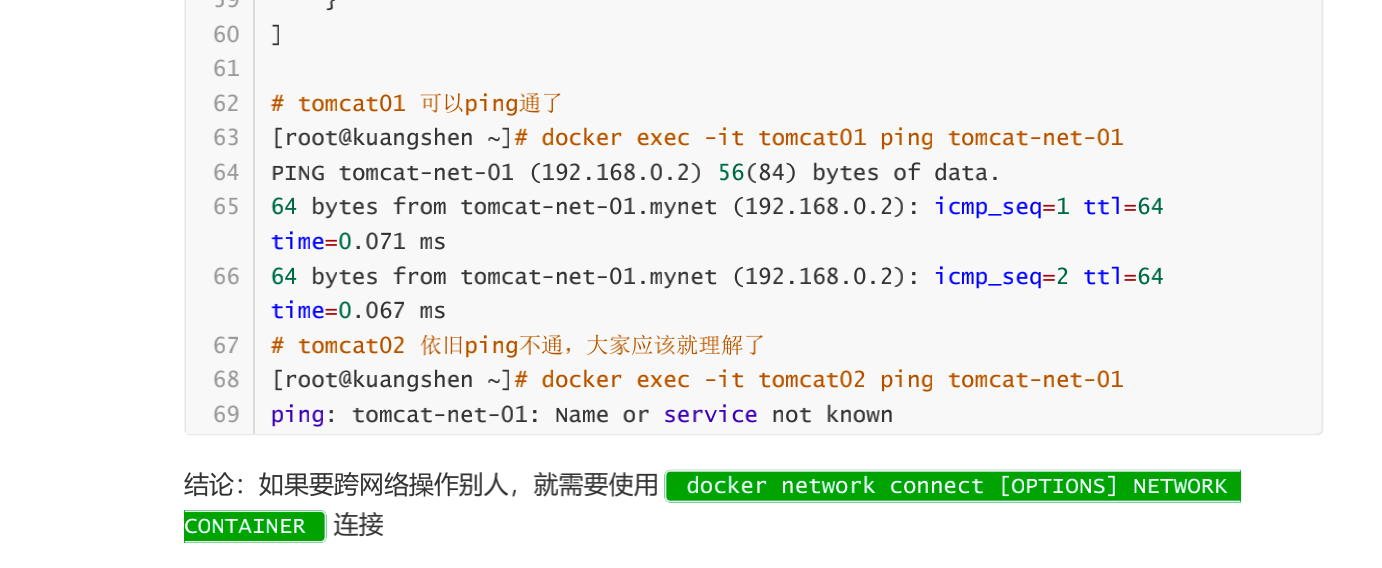 59 }
60 ]
61
62 # tomcat01 可以ping通了
63 [root@kuangshen ~]# docker exec -it tomcat01 ping tomcat-net-01
64 PING tomcat-net-01 (192.168.0.2) 56(84) bytes of data.
65 64 bytes from tomcat-net-01.mynet (192.168.0.2): icmp_seq=1 ttl=64
time=0.071 ms
66 64 bytes from tomcat-net-01.mynet (192.168.0.2): icmp_seq=2 ttl=64
time=0.067 ms
67 # tomcat02 依旧ping不通，大家应该就理解了
68 [root@kuangshen ~]# docker exec -it tomcat02 ping tomcat-net-01
69 ping: tomcat-net-01: Name or service not known
结论：如果要跨网络操作别人，就需要使用 docker network connect [OPTIONS] NETWORK
CONTAINER 连接